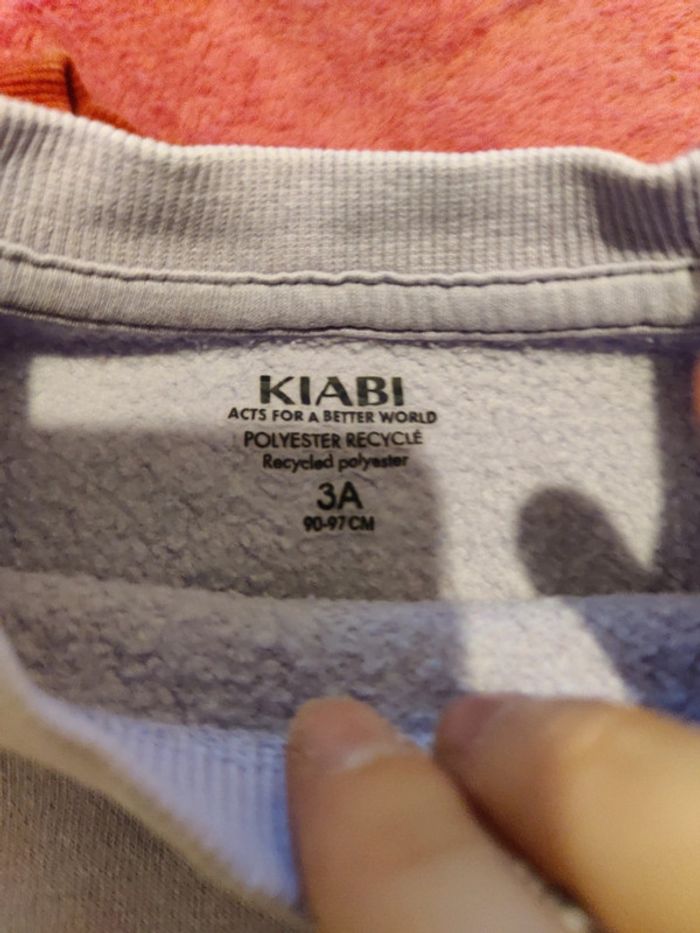 KIABI
ACTS FOR A BETTER WORLD
POLYESTER RECYCLÉ
Recycled polyester
3A
90-97 CM